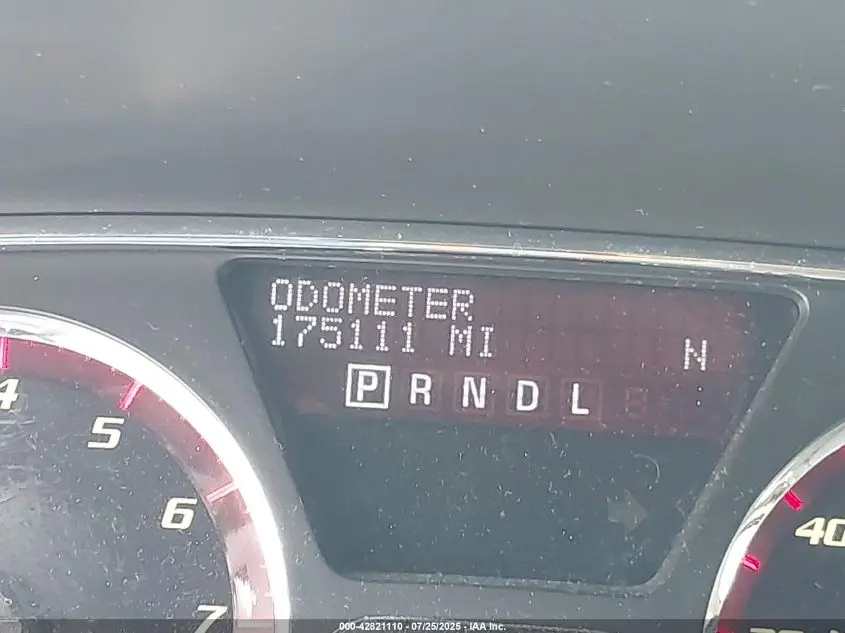 ODOMETER
175111 MI
N
P R N D L
4
5
6
7
40
000-42821110 | 07/25/2025 - IAA Inc.